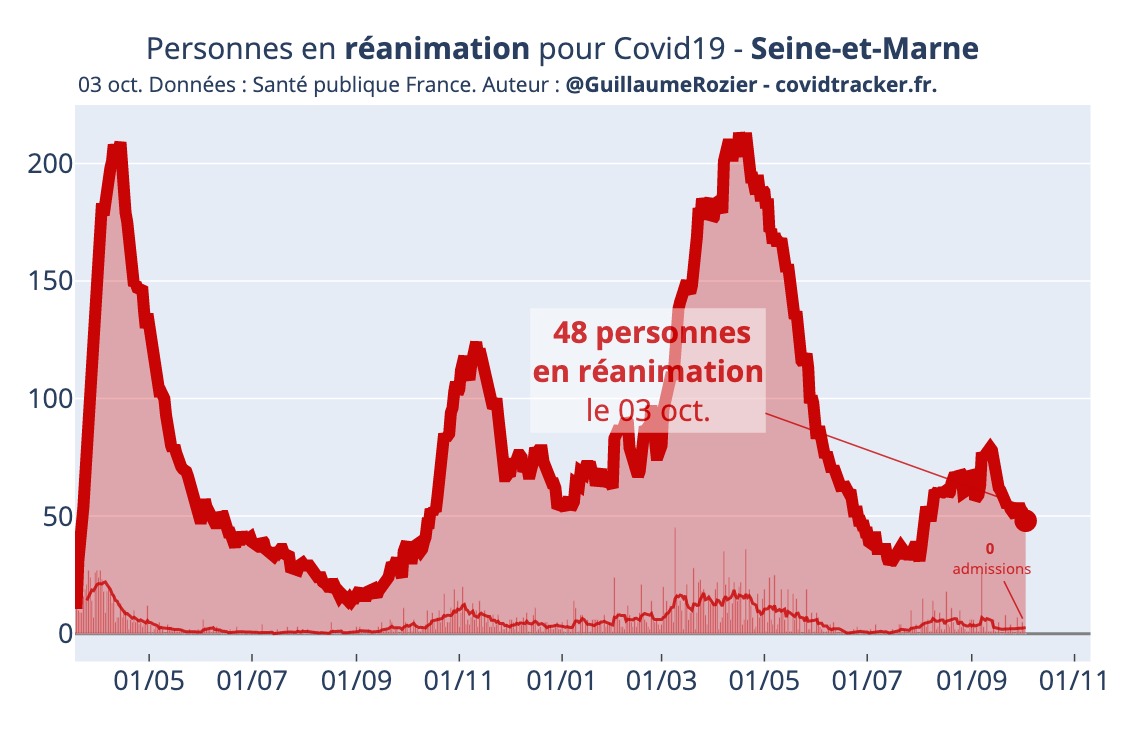 Personnes en réanimation pour Covid19 - Seine-et-Marne
03 oct. Données : Santé publique France. Auteur : @GuillaumeRozier - covidtracker.fr.
200
150
100
50
0
48 personnes
en réanimation
le 03 oct.
0
admissions
01/05 01/07 01/09 01/11 01/01 01/03 01/05 01/07 01/09 01/11